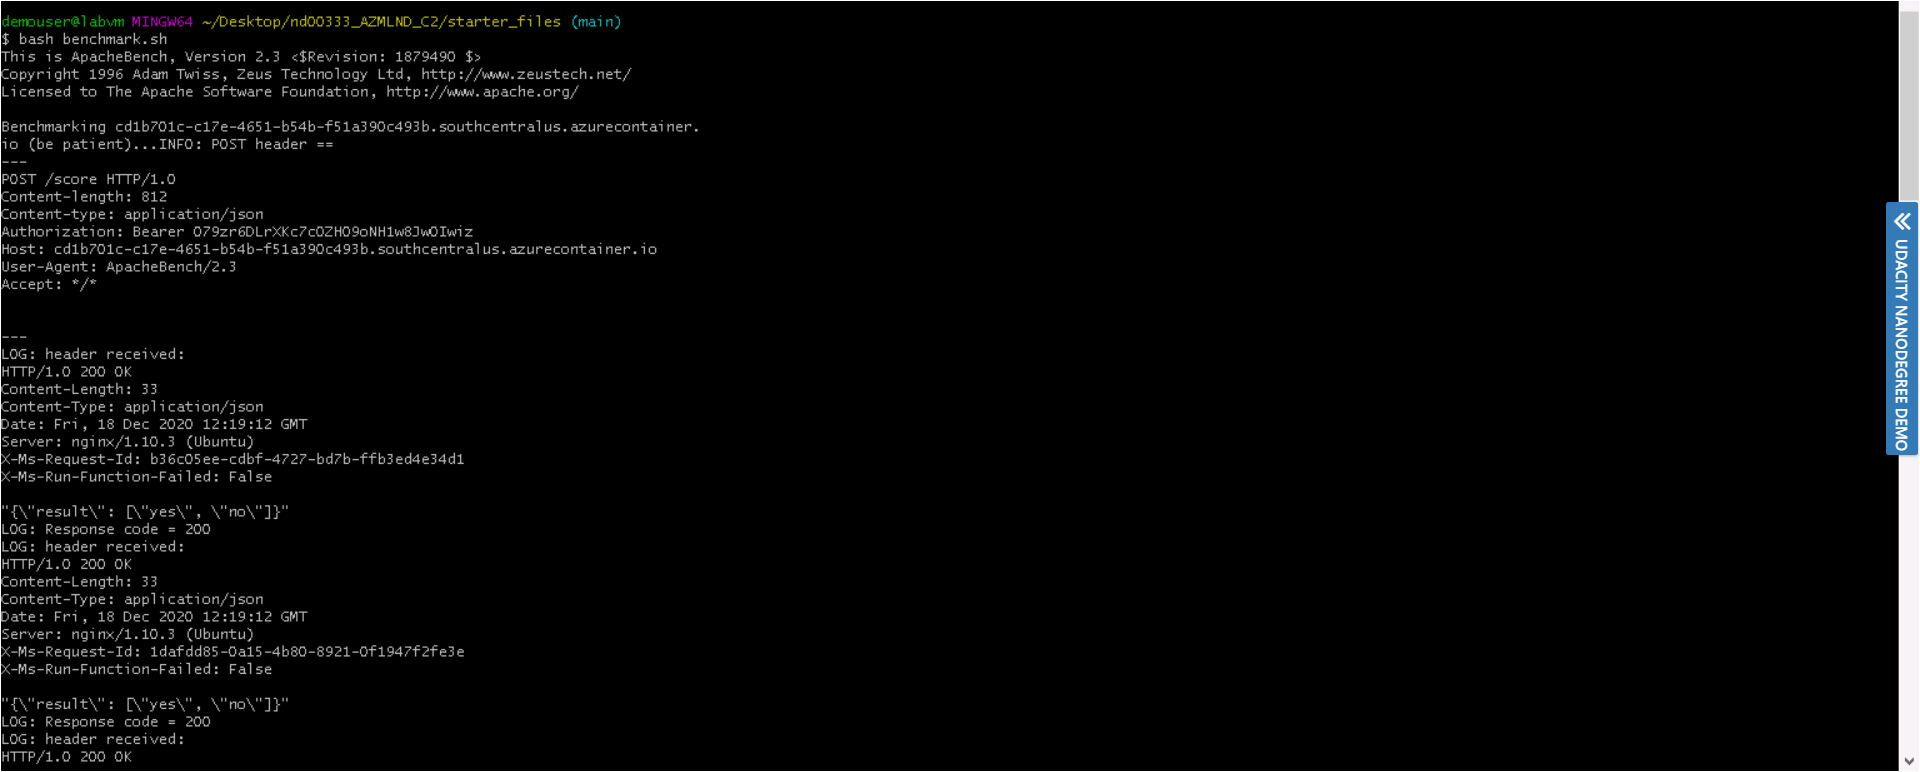 demouser@labvm MINGW64 ~/Desktop/nd00333_AZMLND_C2/starter_files (main)
$ bash benchmark.sh
This is ApacheBench, Version 2.3 <$Revision: 1879490 $>
Copyright 1996 Adam Twiss, Zeus Technology Ltd, http://www.zeustech.net/
Licensed to The Apache Software Foundation, http://www.apache.org/
Benchmarking cd1b701c-c17e-4651-b54b-f51a390c493b.southcentralus.azurecontainer.
io (be patient)...INFO: POST header ==
---
POST /score HTTP/1.0
Content-length: 812
Content-type: application/json
Authorization: Bearer O79zr6DLrXKc7cOZHO9oNH1w8JwOIwiz
Host: cd1b701c-c17e-4651-b54b-f51a390c493b.southcentralus.azurecontainer.io
User-Agent: ApacheBench/2.3
Accept: */*
---
LOG: header received:
HTTP/1.0 200 OK
Content-Length: 33
Content-Type: application/json
Date: Fri, 18 Dec 2020 12:19:12 GMT
Server: nginx/1.10.3 (Ubuntu)
X-Ms-Request-Id: b36c05ee-cdbf-4727-bd7b-ffb3ed4e34d1
X-Ms-Run-Function-Failed: False
"{\"result\": [\"yes\", \"no\"]}"
LOG: Response code = 200
LOG: header received:
HTTP/1.0 200 OK
Content-Length: 33
Content-Type: application/json
Date: Fri, 18 Dec 2020 12:19:12 GMT
Server: nginx/1.10.3 (Ubuntu)
X-Ms-Request-Id: 1dafdd85-0a15-4b80-8921-0f1947f2fe3e
X-Ms-Run-Function-Failed: False
"{\"result\": [\"yes\", \"no\"]}"
LOG: Response code = 200
LOG: header received:
HTTP/1.0 200 OK
UDACITY NANODEGREE DEMO